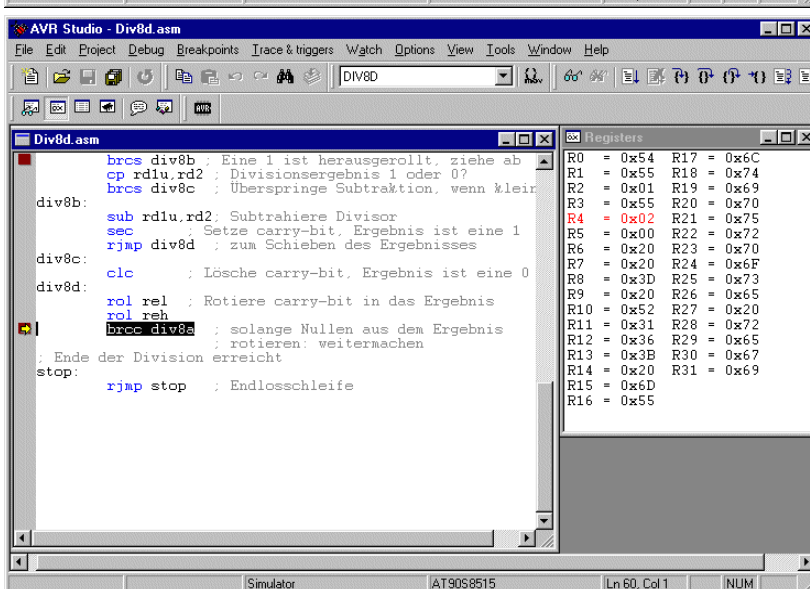 AVR Studio - Div8d.asm
File Edit Project Debug Breakpoints Trace & triggers Watch Options View Tools Window Help
DIV8D
AVR
Div8d.asm
brcs div8b ; Eine 1 ist herausgerollt, ziehe ab
cp rd1u,rd2 ; Divisionsergebnis 1 oder 0?
brcs div8c ; Überspringe Subtraktion, wenn klein
div8b:
sub rd1u,rd2; Subtrahiere Divisor
sec ; Setze carry-bit, Ergebnis ist eine 1
rjmp div8d ; zum Schieben des Ergebnisses
div8c:
clc ; Lösche carry-bit, Ergebnis ist eine 0
div8d:
rol rel ; Rotiere carry-bit in das Ergebnis
rol reh
brcc div8a ; solange Nullen aus dem Ergebnis
; rotieren: weitermachen
; Ende der Division erreicht
stop:
rjmp stop ; Endlosschleife
Registers
R0 = 0x54 R17 = 0x6C
R1 = 0x55 R18 = 0x74
R2 = 0x01 R19 = 0x69
R3 = 0x55 R20 = 0x70
R4 = 0x02 R21 = 0x75
R5 = 0x00 R22 = 0x72
R6 = 0x20 R23 = 0x70
R7 = 0x20 R24 = 0x6F
R8 = 0x3D R25 = 0x73
R9 = 0x20 R26 = 0x65
R10 = 0x52 R27 = 0x20
R11 = 0x31 R28 = 0x72
R12 = 0x36 R29 = 0x65
R13 = 0x3B R30 = 0x67
R14 = 0x20 R31 = 0x69
R15 = 0x6D
R16 = 0x55
Simulator AT90S8515 Ln 60, Col 1 NUM